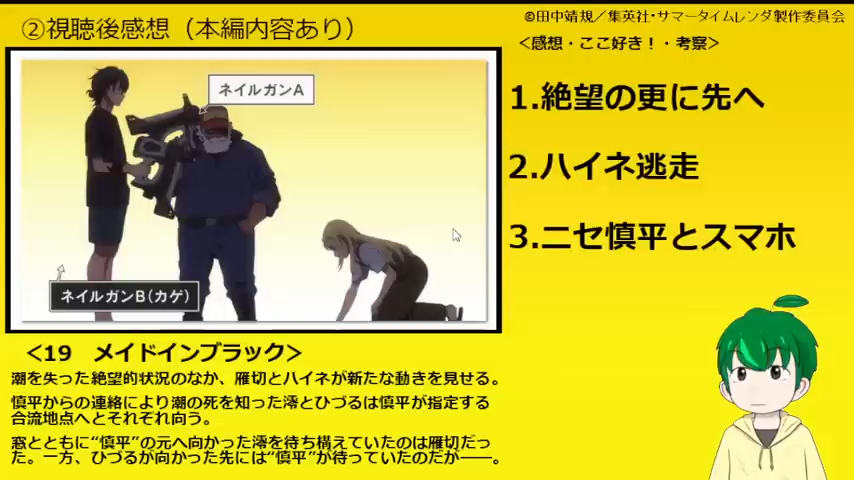 ②視聴後感想（本編内容あり）
©田中靖規／集英社・サマータイムレンダ製作委員会
＜感想・ここ好き！・考察＞
ネイルガンA
ネイルガンB(カゲ)
1.絶望の更に先へ
2.ハイネ逃走
3.ニセ慎平とスマホ
＜19　メイドインブラック＞
潮を失った絶望的状況のなか、雁切とハイネが新たな動きを見せる。
慎平からの連絡により潮の死を知った澪とひづるは慎平が指定する
合流地点へとそれぞれ向う。
窓とともに“慎平”の元へ向かった澪を待ち構えていたのは雁切だっ
た。一方、ひづるが向かった先には“慎平”が待っていたのだが――。